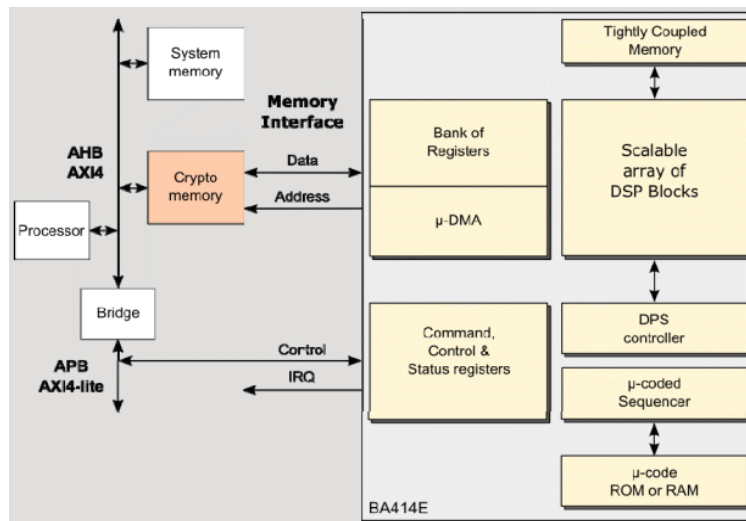 System
memory
Memory
Interface
AHB
AXI4
Crypto
memory
Data
Address
Processor
Bridge
APB
AXI4-lite
Control
IRQ
Tightly Coupled
Memory
Bank of
Registers
μ-DMA
Scalable
array of
DSP Blocks
Command,
Control &
Status registers
DPS
controller
μ-coded
Sequencer
μ-code
ROM or RAM
BA414E